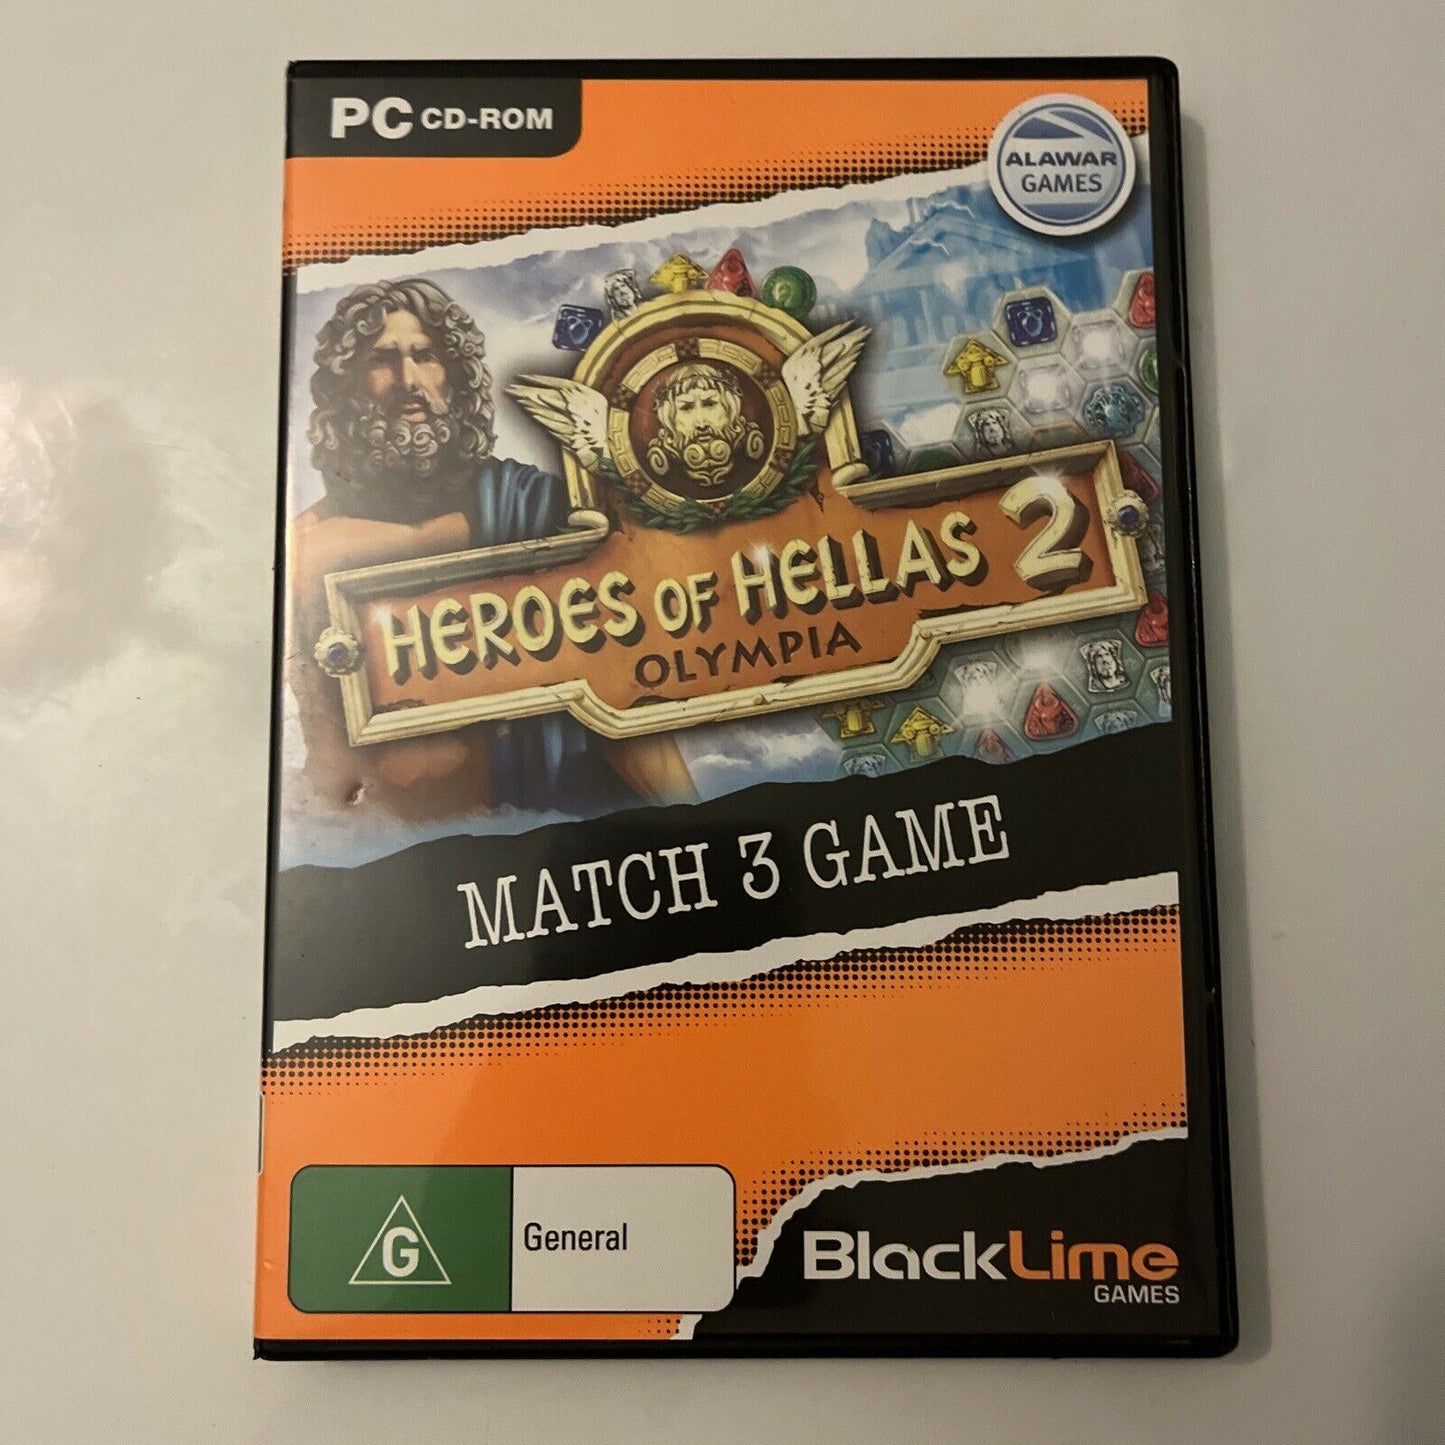 PC CD-ROM
ALAWAR
GAMES
HEROES OF HELLAS 2
OLYMPIA
MATCH 3 GAME
G
General
BlackLime
GAMES